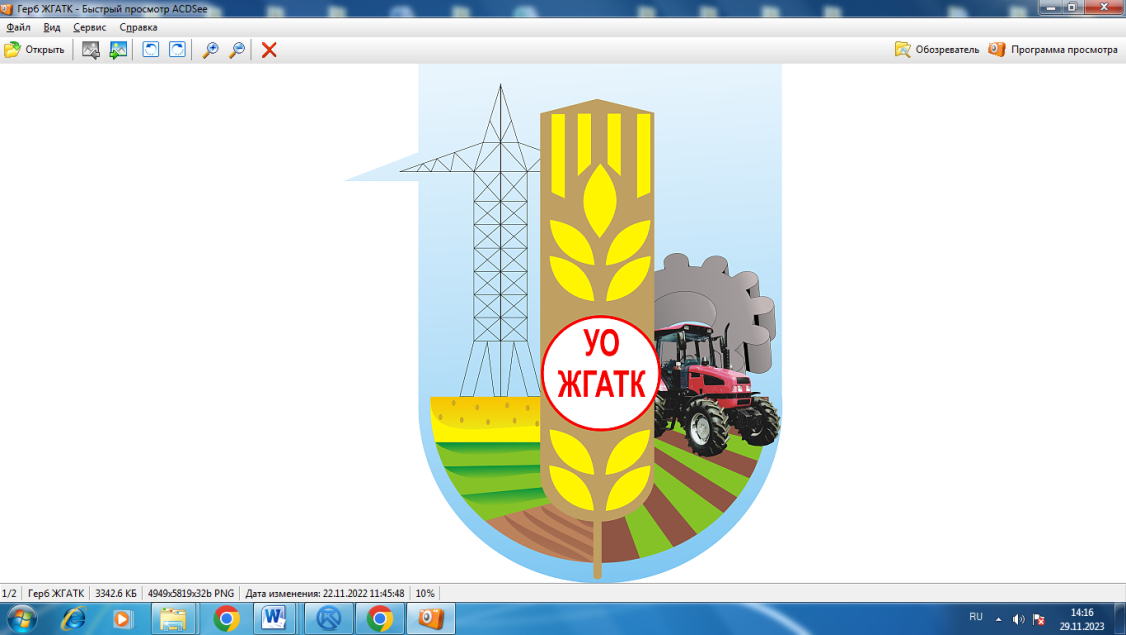 Герб ЖГАТК - Быстрый просмотр ACDSee
Файл Вид Сервис Справка
Открыть Обозреватель Программа просмотра
УО
ЖГАТК
1/2 Герб ЖГАТК 3342.6 КБ 4949x5819x32b PNG Дата изменения: 22.11.2022 11:45:48 10%
RU 14:16
29.11.2023